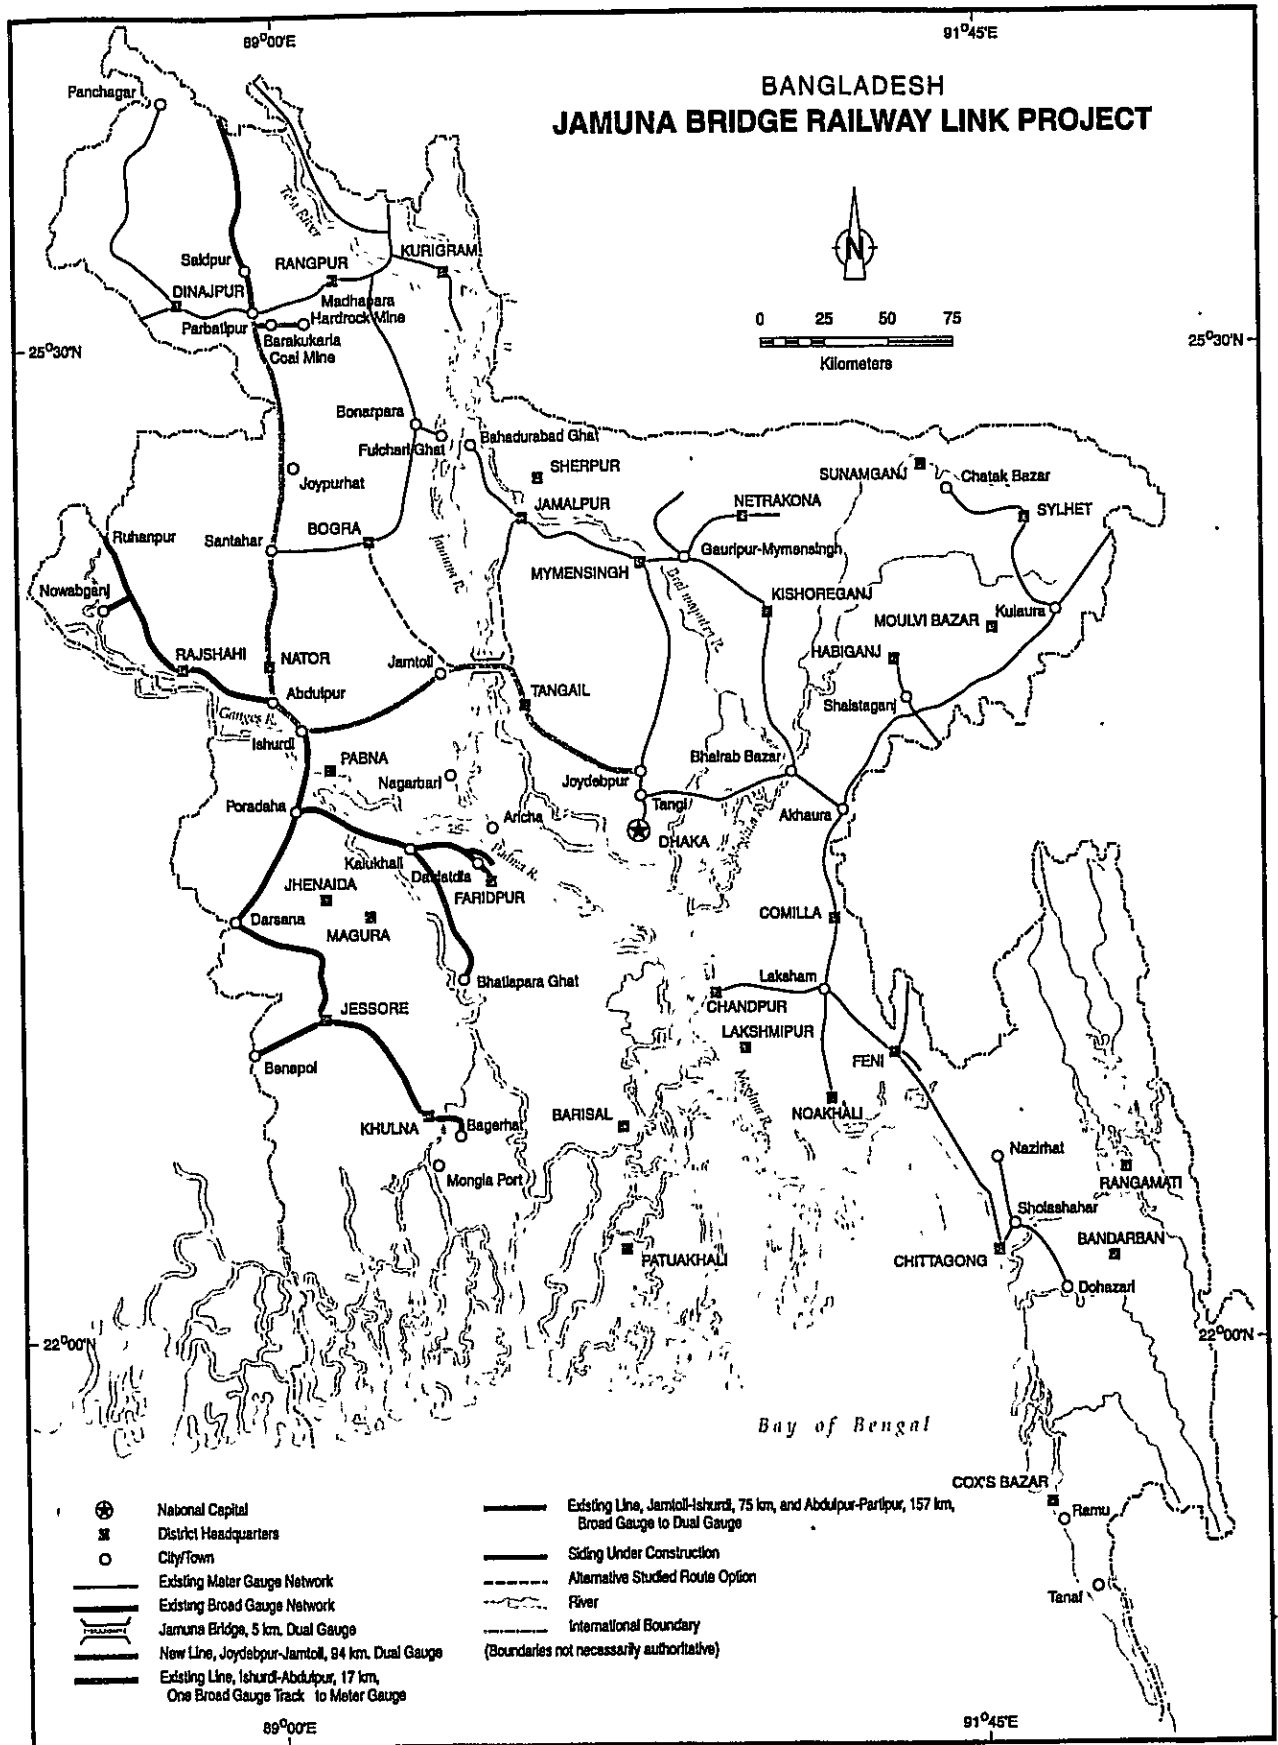 89°00'E
91°45'E
BANGLADESH
JAMUNA BRIDGE RAILWAY LINK PROJECT
Panchagar
N
Saidpur
RANGPUR
KURIGRAM
DINAJPUR
Madhapara
Hardrock Mine
Parbatipur
Barakukaria
Coal Mine
0 25 50 75
Kilometers
25°30'N
25°30'N
Bonarpara
Fulchari Ghat
Bahadurabad Ghat
SHERPUR
SUNAMGANJ
Chatak Bazar
Joypurhat
JAMALPUR
NETRAKONA
SYLHET
Ruhanpur
Santahar
BOGRA
Gauripur-Mymensingh
MYMENSINGH
Jamuna R.
Nowabganj
KISHOREGANJ
MOULVI BAZAR
Kulaura
RAJSHAHI
NATOR
Jamtoil
HABIGANJ
Abdulpur
TANGAIL
Shaistaganj
Ganges R.
Ishurdi
PABNA
Nagarbari
Joydebpur
Bhairab Bazar
Poradaha
Aricha
Tangi
Akhaura
Padma R.
DHAKA
Kalukhali
FARIDPUR
JHENAIDA
Darsana
MAGURA
COMILLA
Bhatiapara Ghat
Laksham
CHANDPUR
JESSORE
LAKSHMIPUR
FENI
Benapol
NOAKHALI
KHULNA
Bagerhat
BARISAL
Nazirhat
Mongla Port
RANGAMATI
Sholashahar
PATUAKHALI
CHITTAGONG
BANDARBAN
Dohazari
22°00'N
22°00'N
Bay of Bengal
COX'S BAZAR
Ramu
Tanaf
National Capital
District Headquarters
City/Town
Existing Meter Gauge Network
Existing Broad Gauge Network
Jamuna Bridge, 5 km. Dual Gauge
New Line, Joydebpur-Jamtoil, 94 km. Dual Gauge
Existing Line, Ishurdi-Abdulpur, 17 km,
One Broad Gauge Track to Meter Gauge
Existing Line, Jamtoil-Ishurdi, 75 km, and Abdulpur-Partipur, 157 km,
Broad Gauge to Dual Gauge
Siding Under Construction
Alternative Studied Route Option
River
International Boundary
(Boundaries not necessarily authoritative)
89°00'E
91°45'E